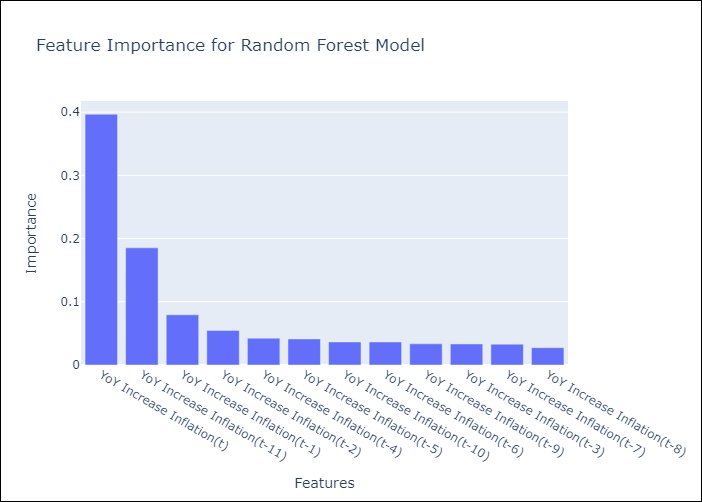 Feature Importance for Random Forest Model
Importance
0.4
0.3
0.2
0.1
0
YoY Increase Inflation(t)
YoY Increase Inflation(t-11)
YoY Increase Inflation(t-1)
YoY Increase Inflation(t-2)
YoY Increase Inflation(t-4)
YoY Increase Inflation(t-5)
YoY Increase Inflation(t-10)
YoY Increase Inflation(t-6)
YoY Increase Inflation(t-9)
YoY Increase Inflation(t-3)
YoY Increase Inflation(t-7)
YoY Increase Inflation(t-8)
Features